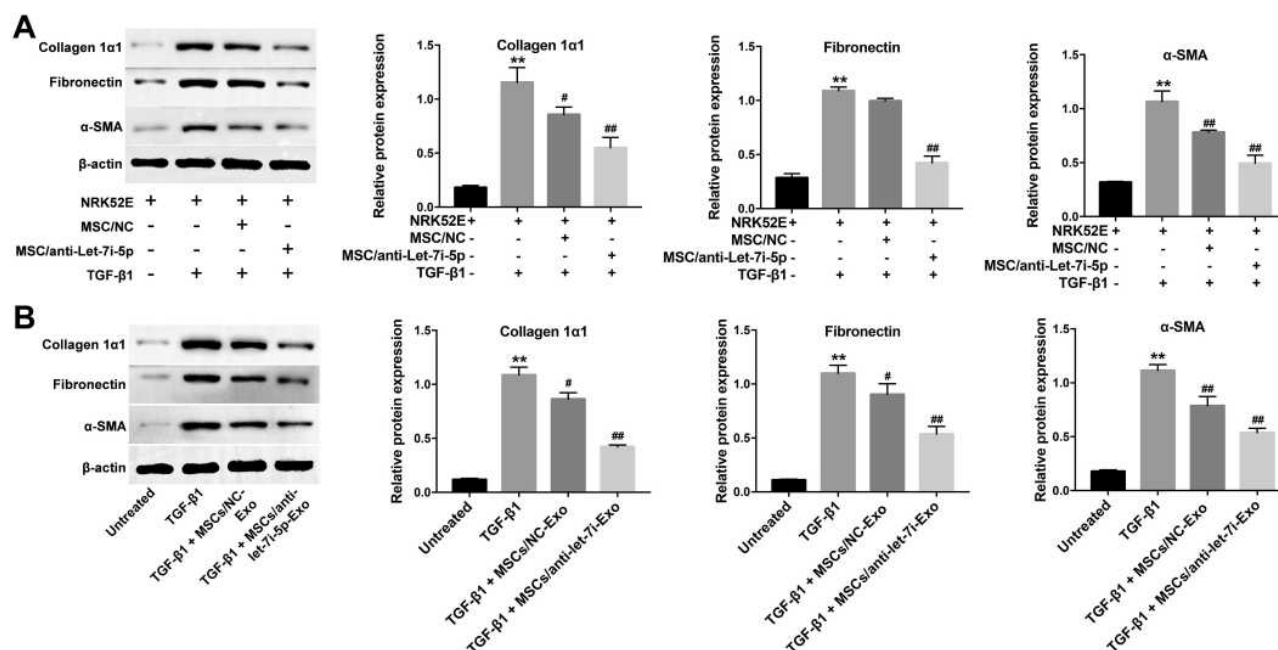 A
Collagen 1α1
Fibronectin
α-SMA
β-actin
NRK52E + + + +
MSC/NC - - + -
MSC/anti-Let-7i-5p - - - +
TGF-β1 - + + +
Collagen 1α1
Relative protein expression
1.5
1.0
0.5
0.0
**
#
##
NRK52E + + + +
MSC/NC - - + -
MSC/anti-Let-7i-5p - - - +
TGF-β1 - + + +
Fibronectin
Relative protein expression
1.5
1.0
0.5
0.0
**
##
NRK52E + + + +
MSC/NC - - + -
MSC/anti-Let-7i-5p - - - +
TGF-β1 - + + +
α-SMA
Relative protein expression
1.5
1.0
0.5
0.0
**
##
##
NRK52E + + + +
MSC/NC - - + -
MSC/anti-Let-7i-5p - - - +
TGF-β1 - + + +
B
Collagen 1α1
Fibronectin
α-SMA
β-actin
Untreated
TGF-β1
TGF-β1 + MSCs/NC-
Exo
TGF-β1 + MSCs/anti-
let-7i-5p-Exo
Collagen 1α1
Relative protein expression
1.5
1.0
0.5
0.0
**
#
##
Untreated
TGF-β1
TGF-β1 + MSCs/NC-Exo
TGF-β1 + MSCs/anti-let-7i-Exo
Fibronectin
Relative protein expression
1.5
1.0
0.5
0.0
**
#
##
Untreated
TGF-β1
TGF-β1 + MSCs/NC-Exo
TGF-β1 + MSCs/anti-let-7i-Exo
α-SMA
Relative protein expression
1.5
1.0
0.5
0.0
**
##
##
Untreated
TGF-β1
TGF-β1 + MSCs/NC-Exo
TGF-β1 + MSCs/anti-let-7i-Exo